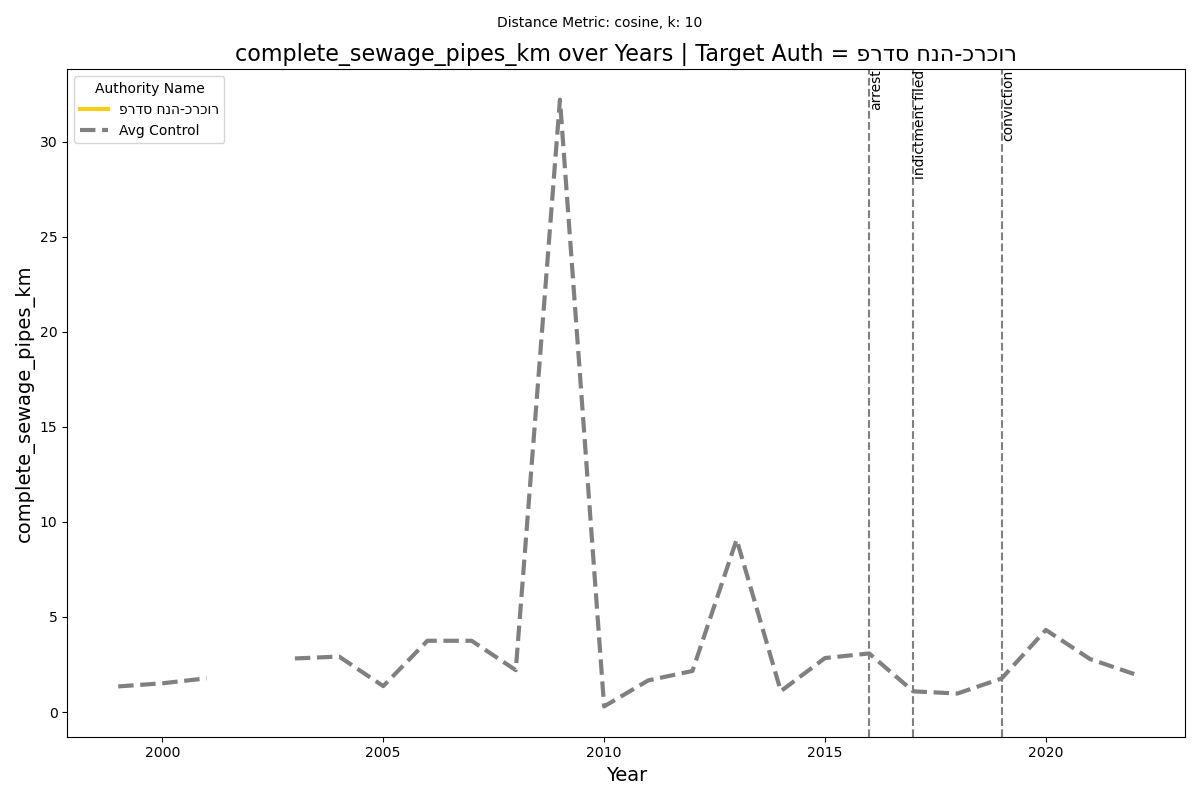 Distance Metric: cosine, k: 10
complete_sewage_pipes_km over Years | Target Auth = פרדס חנה-כרכור
Authority Name
פרדס חנה-כרכור
Avg Control
arrest
indictment filed
conviction
complete_sewage_pipes_km
30
25
20
15
10
5
0
2000
2005
2010
2015
2020
Year